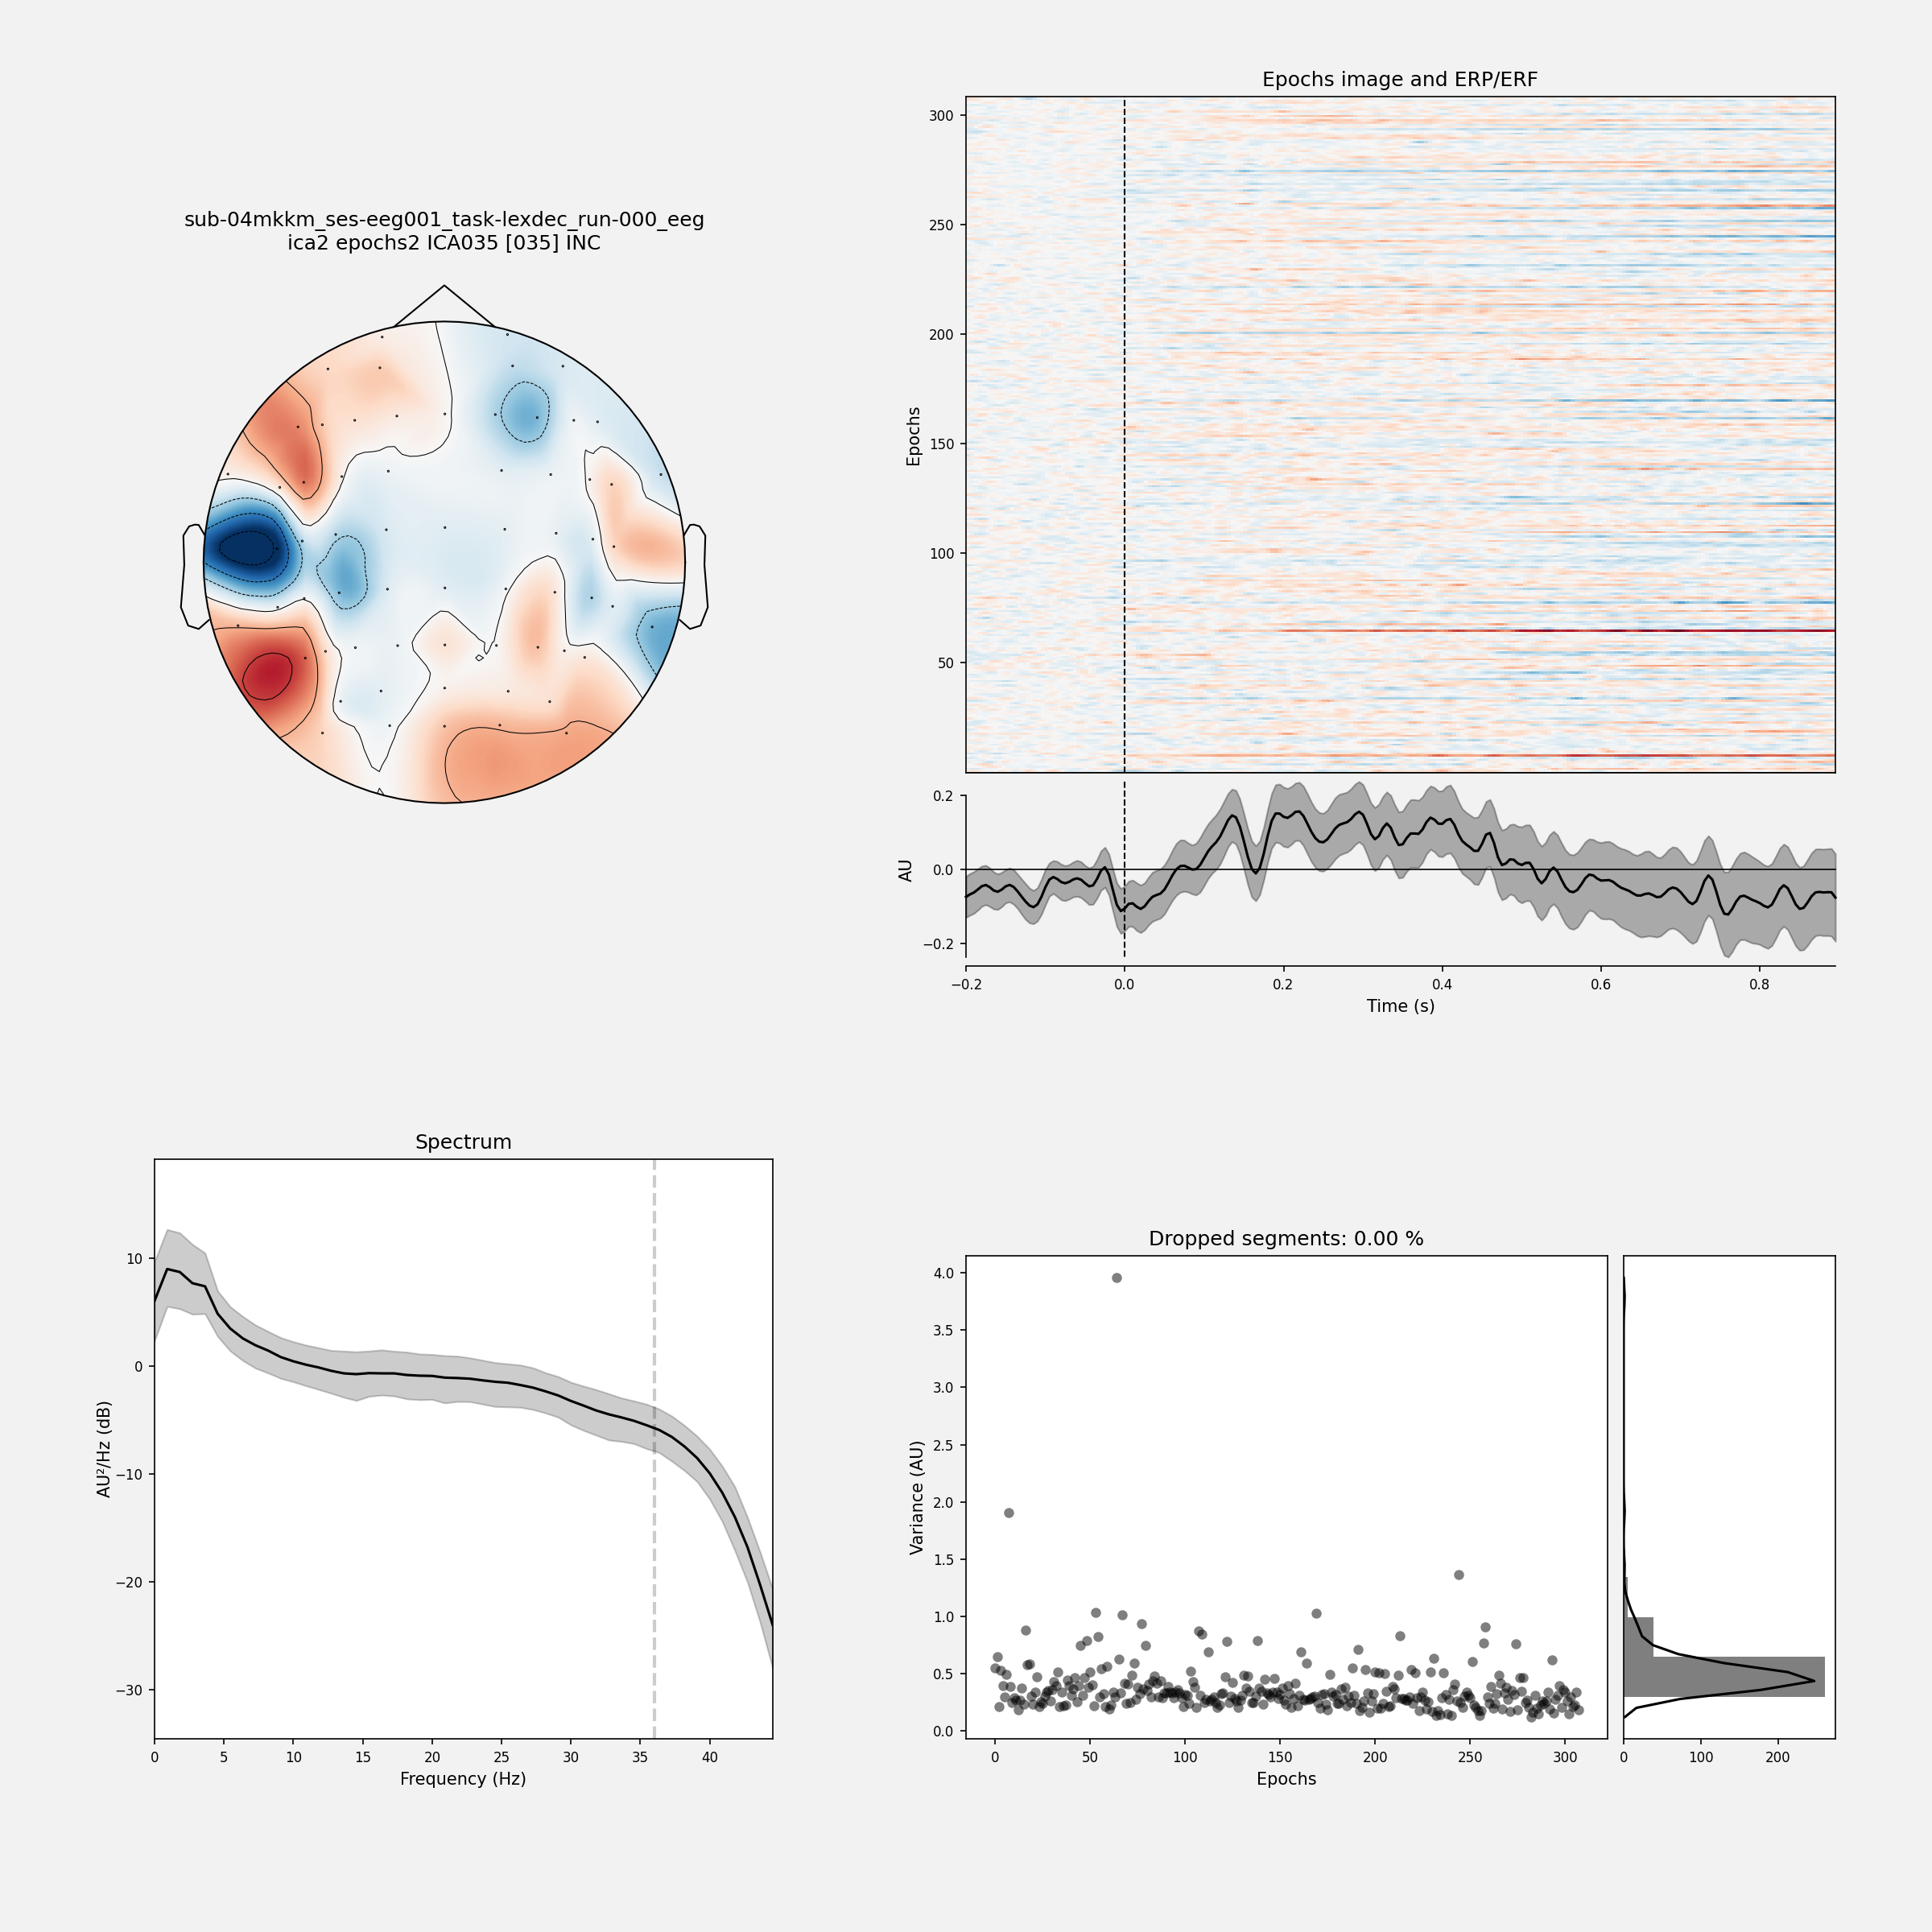 sub-04mkkm_ses-eeg001_task-lexdec_run-000_eeg
ica2 epochs2 ICA035 [035] INC
Epochs image and ERP/ERF
300
250
200
150
100
50
Epochs
0.2
0.0
−0.2
AU
−0.2 0.0 0.2 0.4 0.6 0.8
Time (s)
Spectrum
10
0
−10
−20
−30
AU²/Hz (dB)
0 5 10 15 20 25 30 35 40
Frequency (Hz)
Dropped segments: 0.00 %
4.0
3.5
3.0
2.5
2.0
1.5
1.0
0.5
0.0
Variance (AU)
0 50 100 150 200 250 300
Epochs
0 100 200